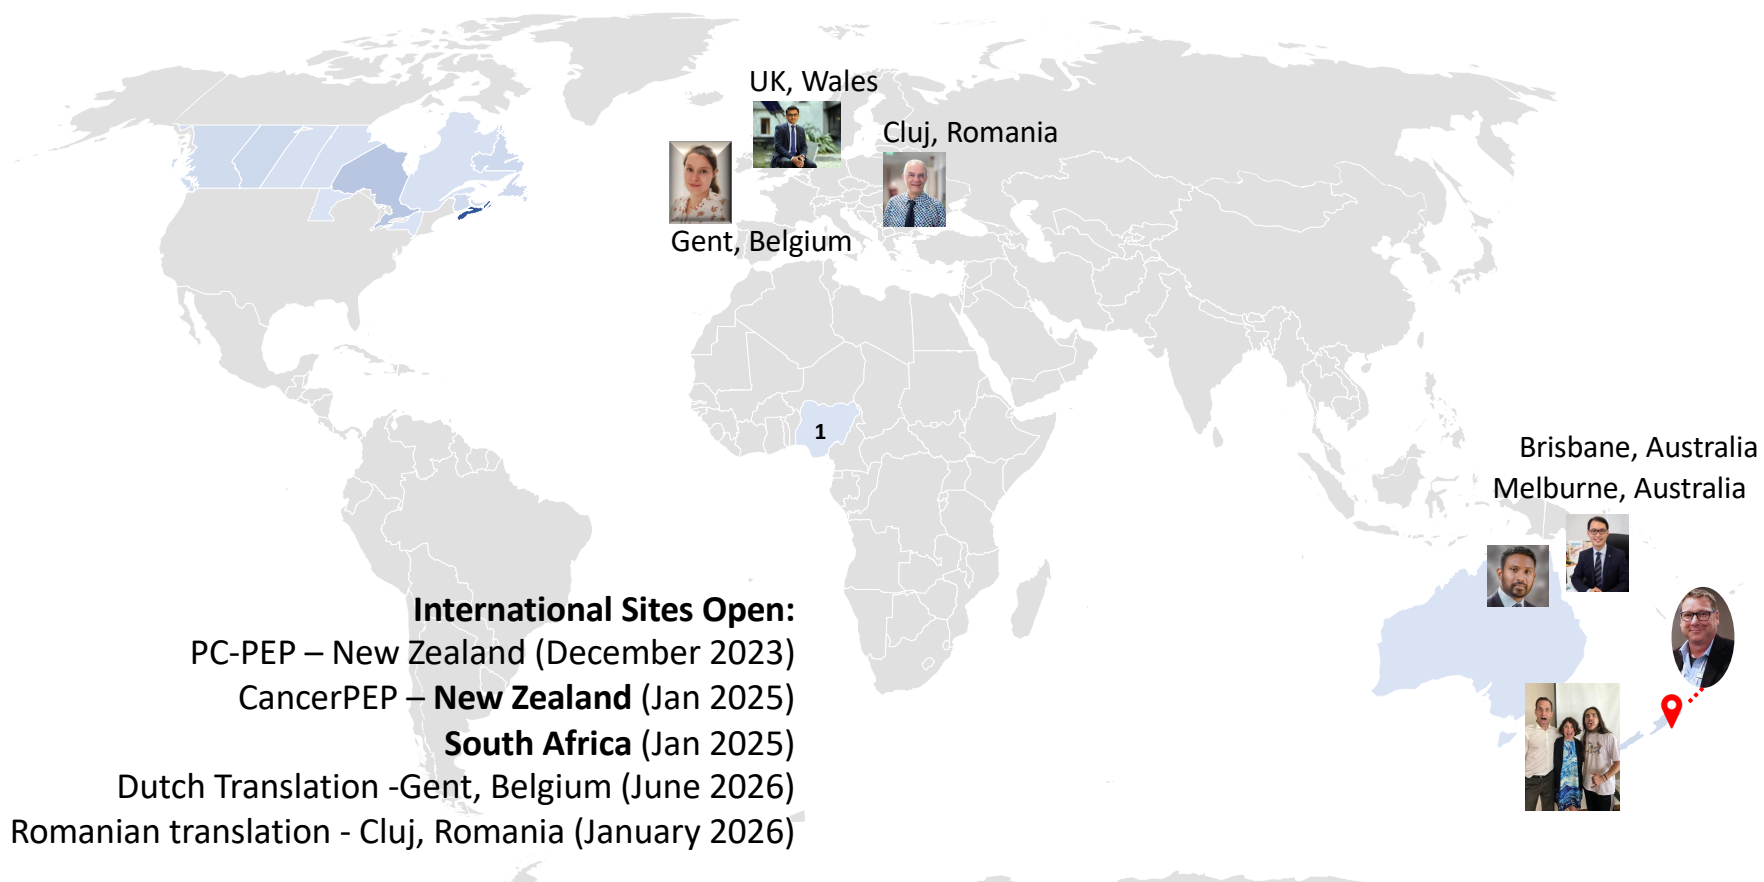 UK, Wales
Cluj, Romania
Gent, Belgium
1
Brisbane, Australia
Melburne, Australia
International Sites Open:
PC-PEP – New Zealand (December 2023)
CancerPEP – New Zealand (Jan 2025)
South Africa (Jan 2025)
Dutch Translation -Gent, Belgium (June 2026)
Romanian translation - Cluj, Romania (January 2026)